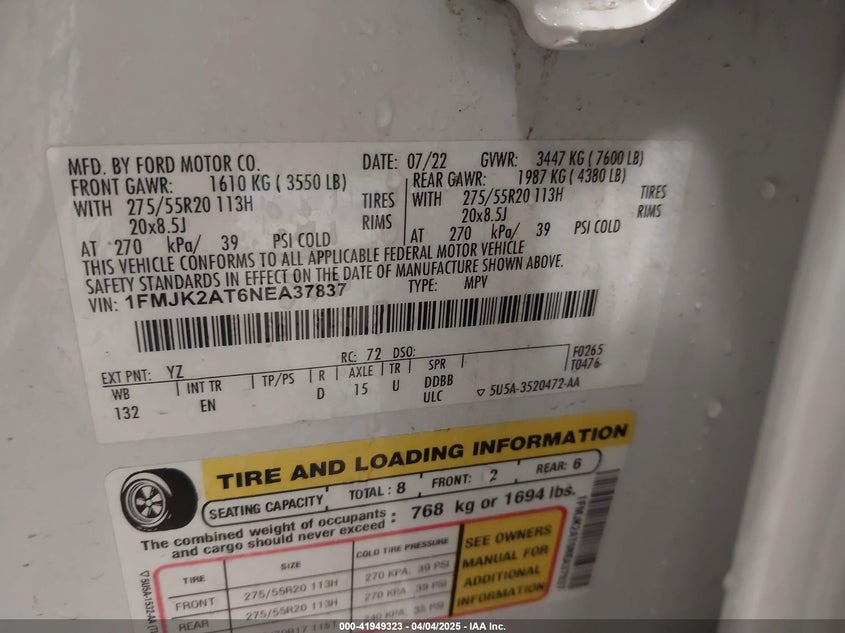 MFD. BY FORD MOTOR CO. DATE: 07/22 GVWR: 3447 KG ( 7600 LB)
FRONT GAWR: 1610 KG ( 3550 LB) REAR GAWR: 1987 KG ( 4380 LB)
WITH 275/55R20 113H TIRES WITH 275/55R20 113H TIRES
20x8.5J RIMS 20x8.5J RIMS
AT 270 kPa/ 39 PSI COLD AT 270 kPa/ 39 PSI COLD
THIS VEHICLE CONFORMS TO ALL APPLICABLE FEDERAL MOTOR VEHICLE
SAFETY STANDARDS IN EFFECT ON THE DATE OF MANUFACTURE SHOWN ABOVE.
VIN: 1FMJK2AT6NEA37837 TYPE: MPV
EXT PNT: YZ RC: 72 DSO: F0265
WB INT TR TP/PS R AXLE TR SPR T0476
132 EN D 15 U DDBB
ULC 5U5A-3520472-AA
TIRE AND LOADING INFORMATION
SEATING CAPACITY TOTAL: 8 FRONT: 2 REAR: 6
The combined weight of occupants : 768 kg or 1694 lbs.
and cargo should never exceed :
TIRE SIZE COLD TIRE PRESSURE SEE OWNERS
FRONT 275/55R20 113H 270 KPA, 39 PSI MANUAL FOR
REAR 275/55R20 113H 270 KPA, 39 PSI ADDITIONAL
INFORMATION
000-41949323 - 04/04/2025 - IAA Inc.